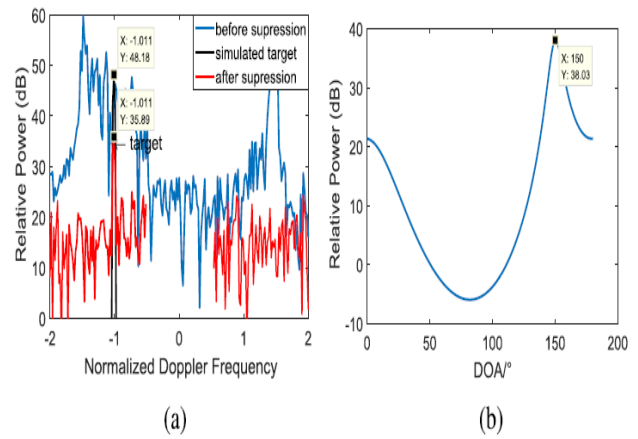 60
50
40
30
20
10
0
Relative Power (dB)
before supression
simulated target
after supression
X: -1.011
Y: 48.18
X: -1.011
Y: 35.89
target
-2
-1
0
1
2
Normalized Doppler Frequency
(a)
40
30
20
10
0
-10
Relative Power (dB)
X: 150
Y: 38.03
0
50
100
150
200
DOA/°
(b)